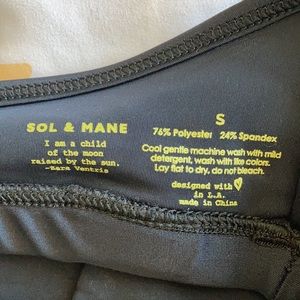 SOL & MANE
I am a child
of the moon
raised by the sun.
-Bare Ventris
S
76% Polyester 24% Spandex
Cool gentle machine wash with mild
detergent, wash with like colors.
Lay flat to dry, do not bleach.
designed with
in L.A.
made in China